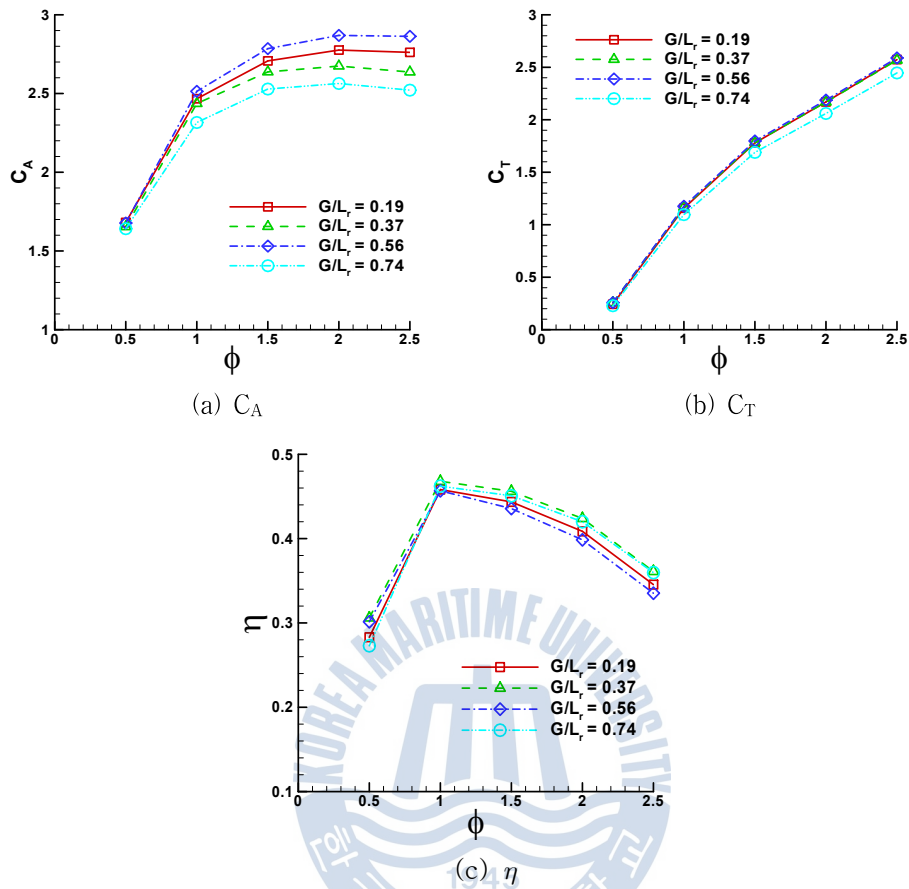 3
2.5
2
1.5
1
C_A
0 0.5 1 1.5 2 2.5
ϕ
G/L_r = 0.19
G/L_r = 0.37
G/L_r = 0.56
G/L_r = 0.74
(a) C_A
3
2.5
2
1.5
1
0.5
0
C_T
0 0.5 1 1.5 2 2.5
ϕ
G/L_r = 0.19
G/L_r = 0.37
G/L_r = 0.56
G/L_r = 0.74
(b) C_T
0.5
0.4
0.3
0.2
0.1
η
0 0.5 1 1.5 2 2.5
ϕ
G/L_r = 0.19
G/L_r = 0.37
G/L_r = 0.56
G/L_r = 0.74
(c) η
KOREA MARITIME UNIVERSITY
1945